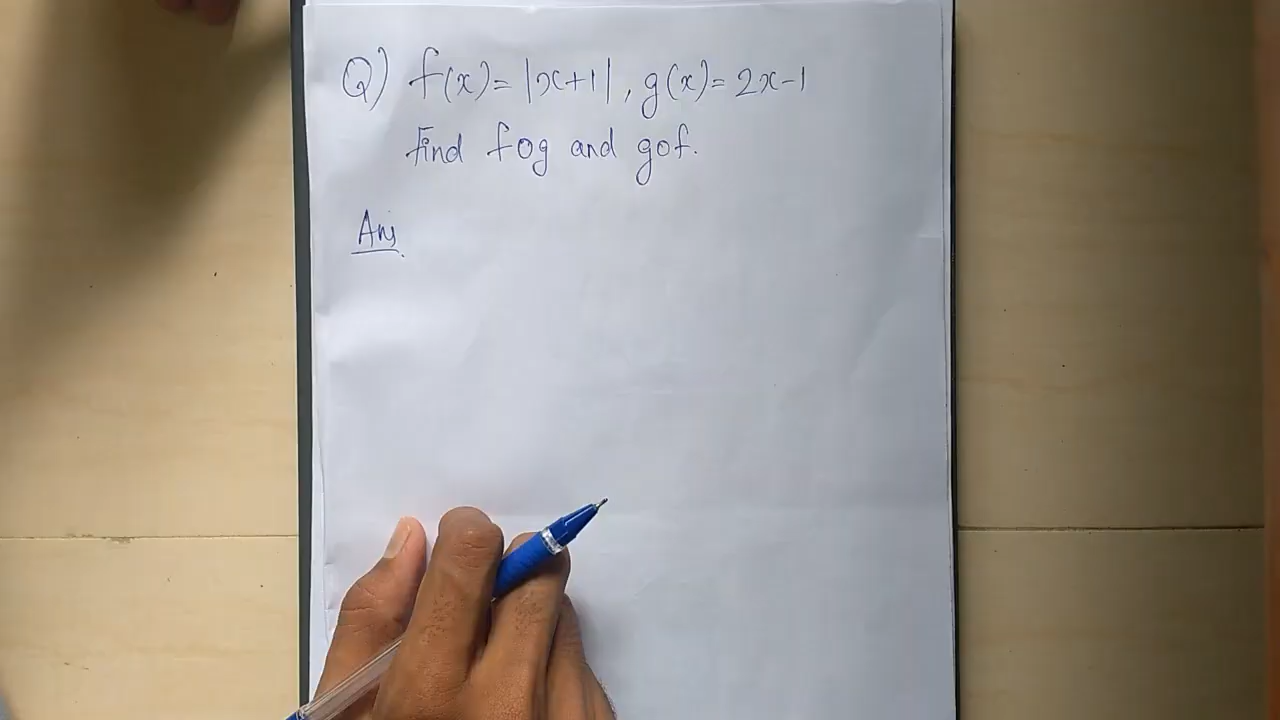 Q) f(x)= |x+1|, g(x)= 2x-1
Find fog and gof.
Ans